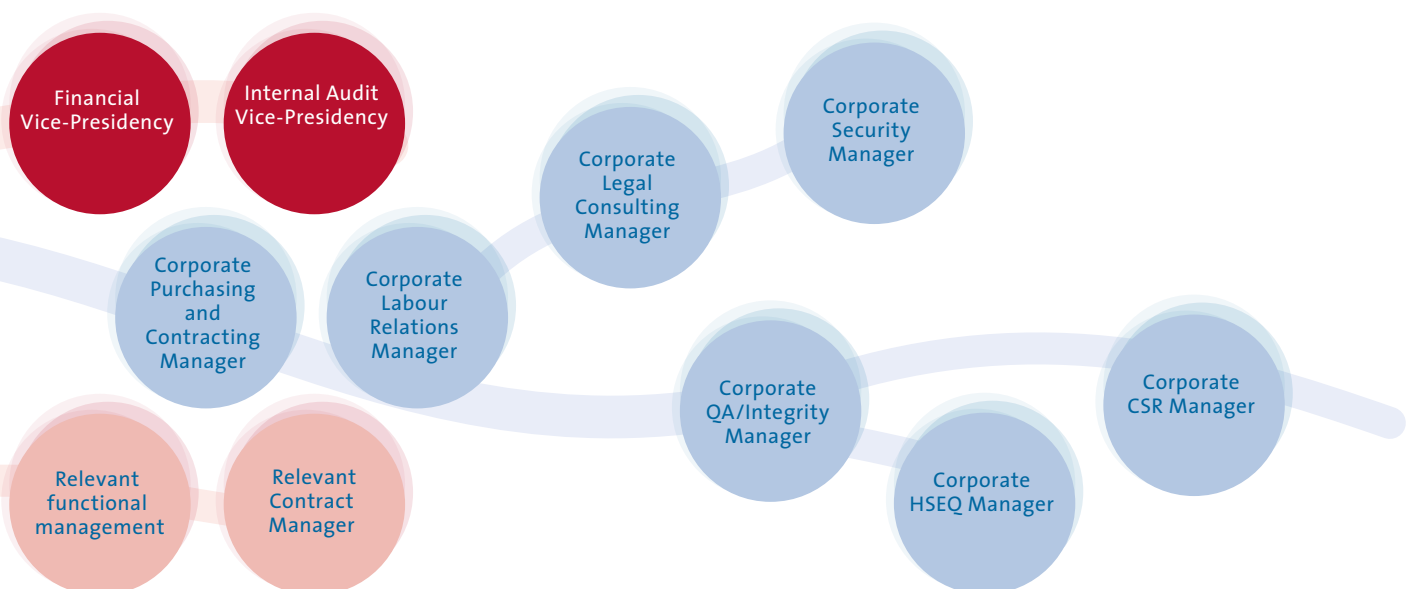 Financial
Vice-Presidency
Internal Audit
Vice-Presidency
Corporate
Security
Manager
Corporate
Legal
Consulting
Manager
Corporate
Purchasing
and
Contracting
Manager
Corporate
Labour
Relations
Manager
Corporate
QA/Integrity
Manager
Corporate
CSR Manager
Relevant
functional
management
Relevant
Contract
Manager
Corporate
HSEQ Manager